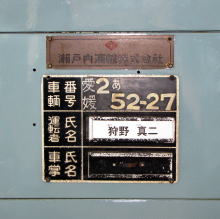 瀬戸内運輸株式会社
車輌番号 愛媛 2あ 52-27
運転者氏名 狩野 真二
車掌氏名